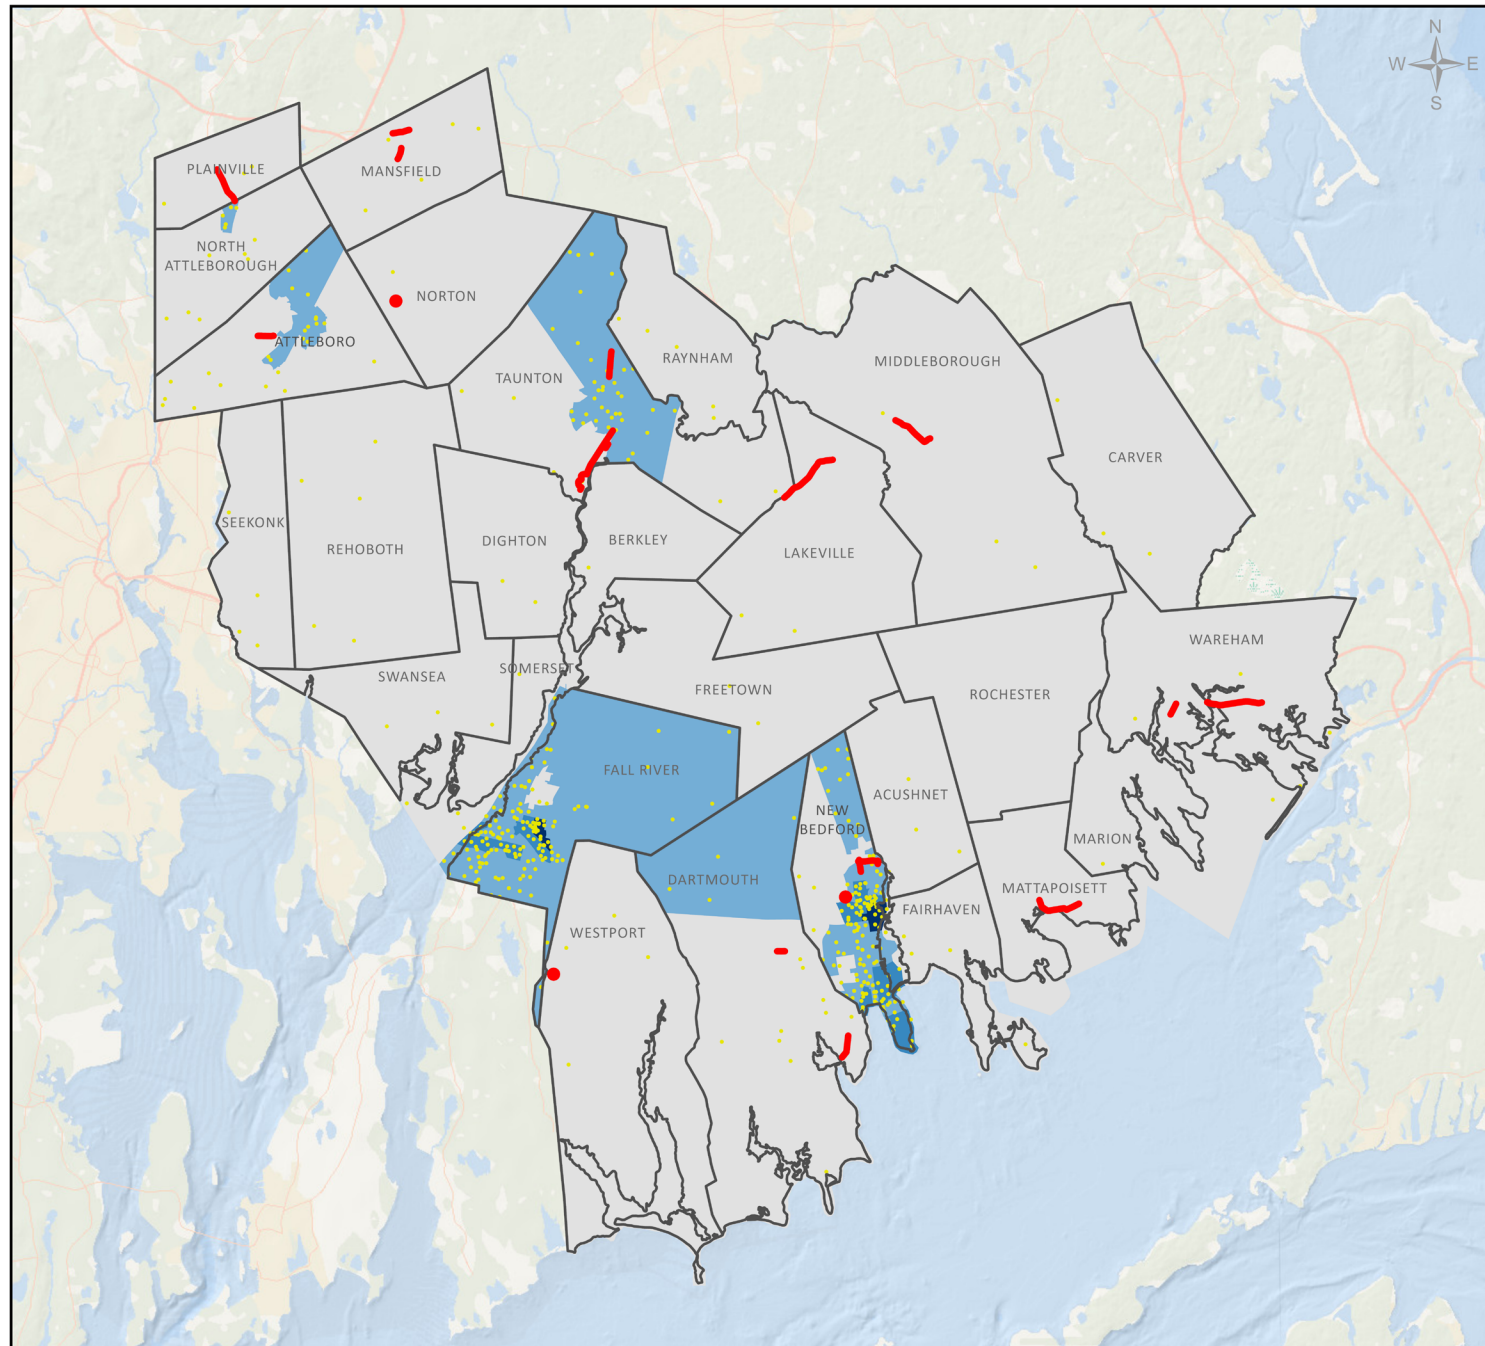 N
W E
S
PLAINVILLE
MANSFIELD
NORTH
ATTLEBOROUGH
NORTON
ATTLEBORO
TAUNTON
RAYNHAM
MIDDLEBOROUGH
CARVER
SEEKONK
REHOBOTH
DIGHTON
BERKLEY
LAKEVILLE
WAREHAM
SWANSEA
SOMERSET
FREETOWN
ROCHESTER
FALL RIVER
ACUSHNET
NEW
BEDFORD
MARION
DARTMOUTH
MATTAPOISETT
FAIRHAVEN
WESTPORT